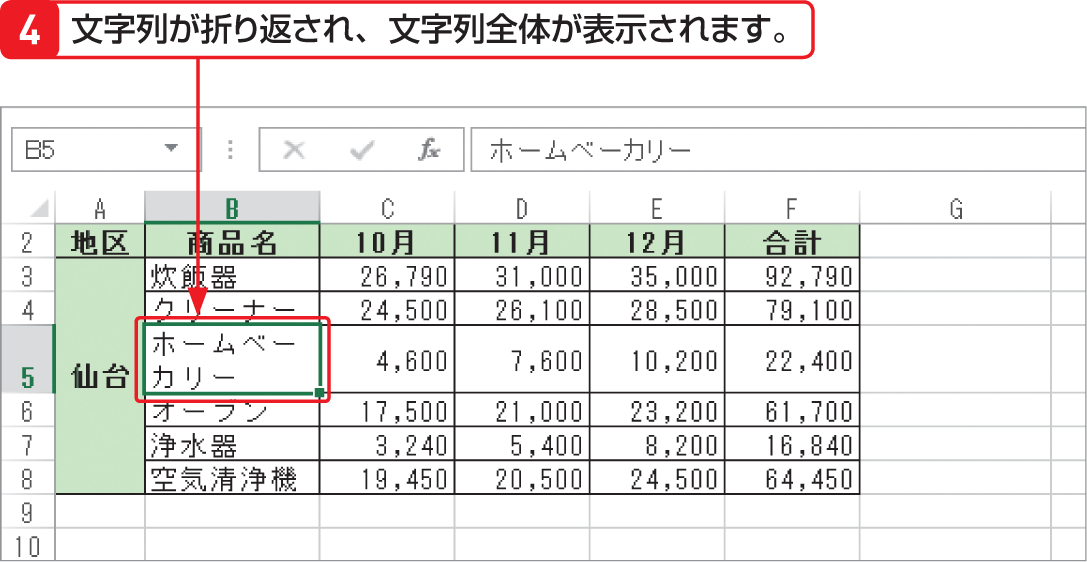 4 文字列が折り返され、文字列全体が表示されます。
B5 fx ホームベーカリー
A B C D E F G
2 地区 商品名 10月 11月 12月 合計
3 炊飯器 26,790 31,000 35,000 92,790
4 クリーナー 24,500 26,100 28,500 79,100
ホームベー
5 仙台 カリー 4,600 7,600 10,200 22,400
6 オーブン 17,500 21,000 23,200 61,700
7 浄水器 3,240 5,400 8,200 16,840
8 空気清浄機 19,450 20,500 24,500 64,450
9
10